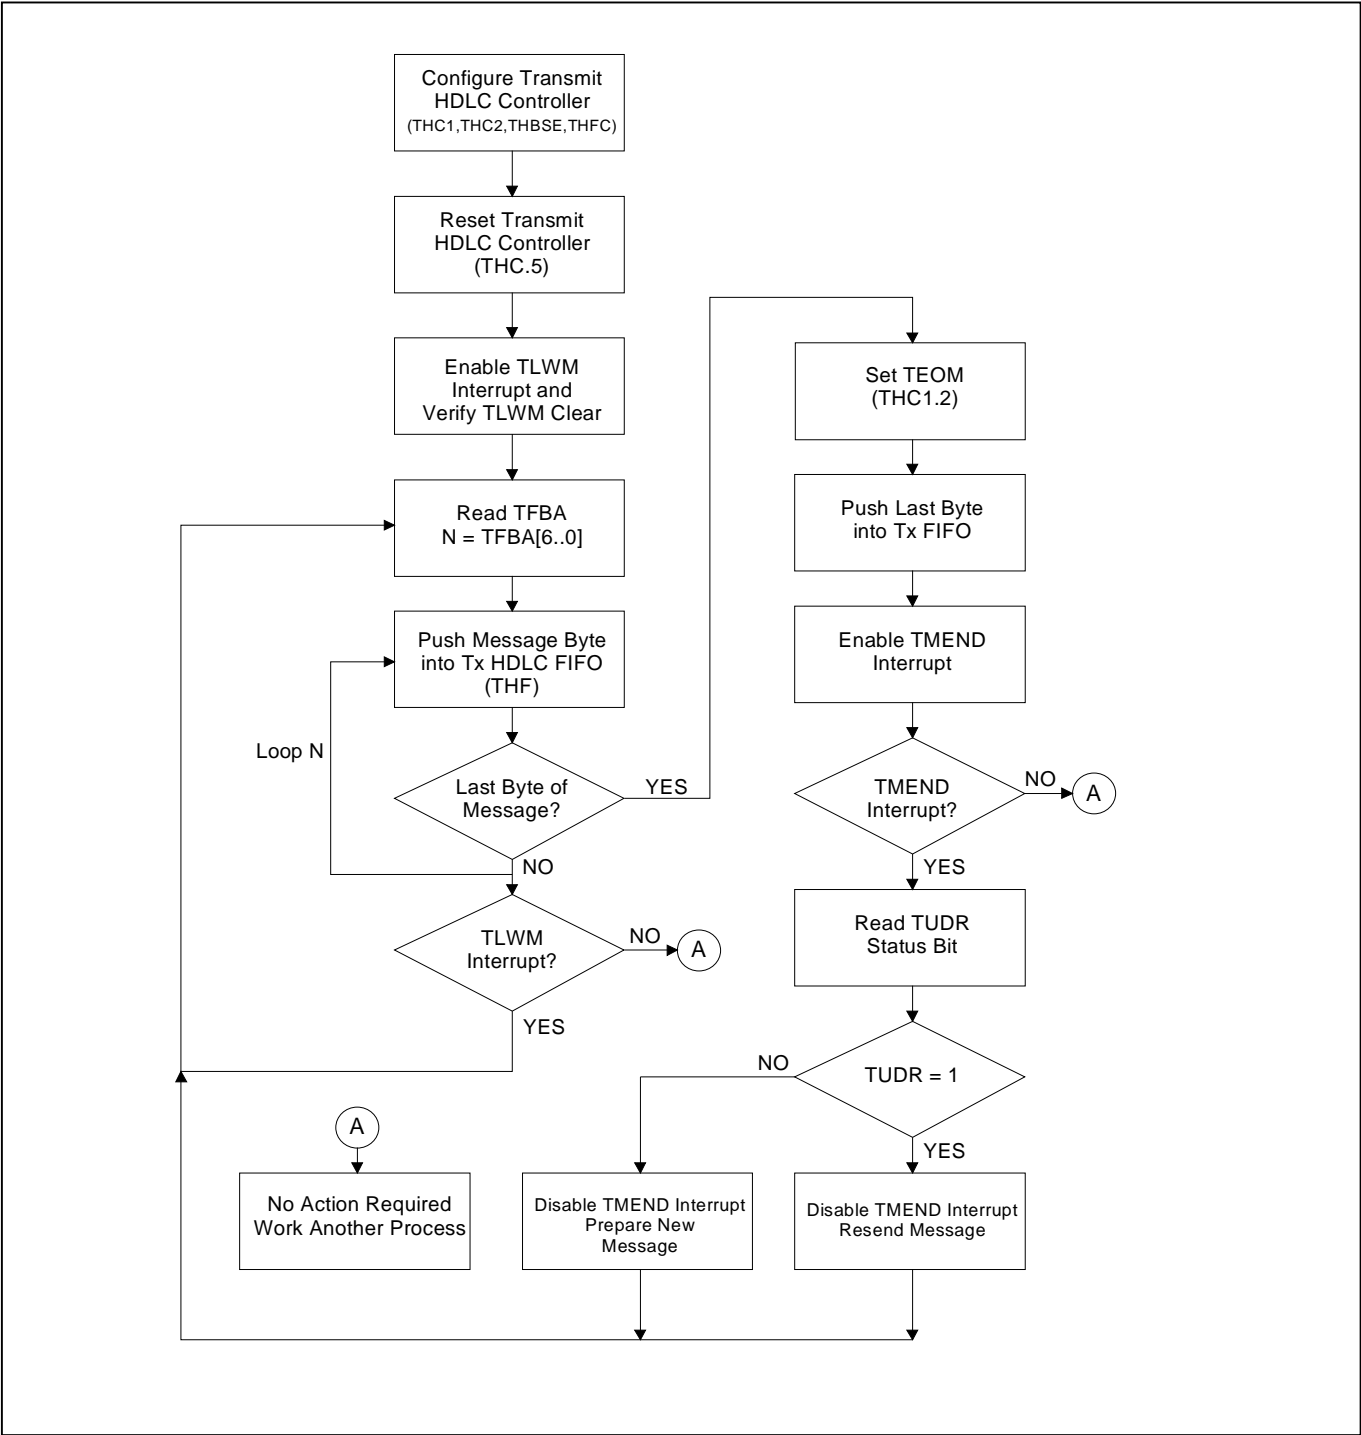 Configure Transmit
HDLC Controller
(THC1,THC2,THBSE,THFC)
Reset Transmit
HDLC Controller
(THC.5)
Enable TLWM
Interrupt and
Verify TLWM Clear
Read TFBA
N = TFBA[6..0]
Push Message Byte
into Tx HDLC FIFO
(THF)
Loop N
Last Byte of
Message?
YES
NO
TLWM
Interrupt?
NO
A
YES
A
No Action Required
Work Another Process
Set TEOM
(THC1.2)
Push Last Byte
into Tx FIFO
Enable TMEND
Interrupt
TMEND
Interrupt?
NO
A
YES
Read TUDR
Status Bit
TUDR = 1
NO
YES
Disable TMEND Interrupt
Prepare New
Message
Disable TMEND Interrupt
Resend Message